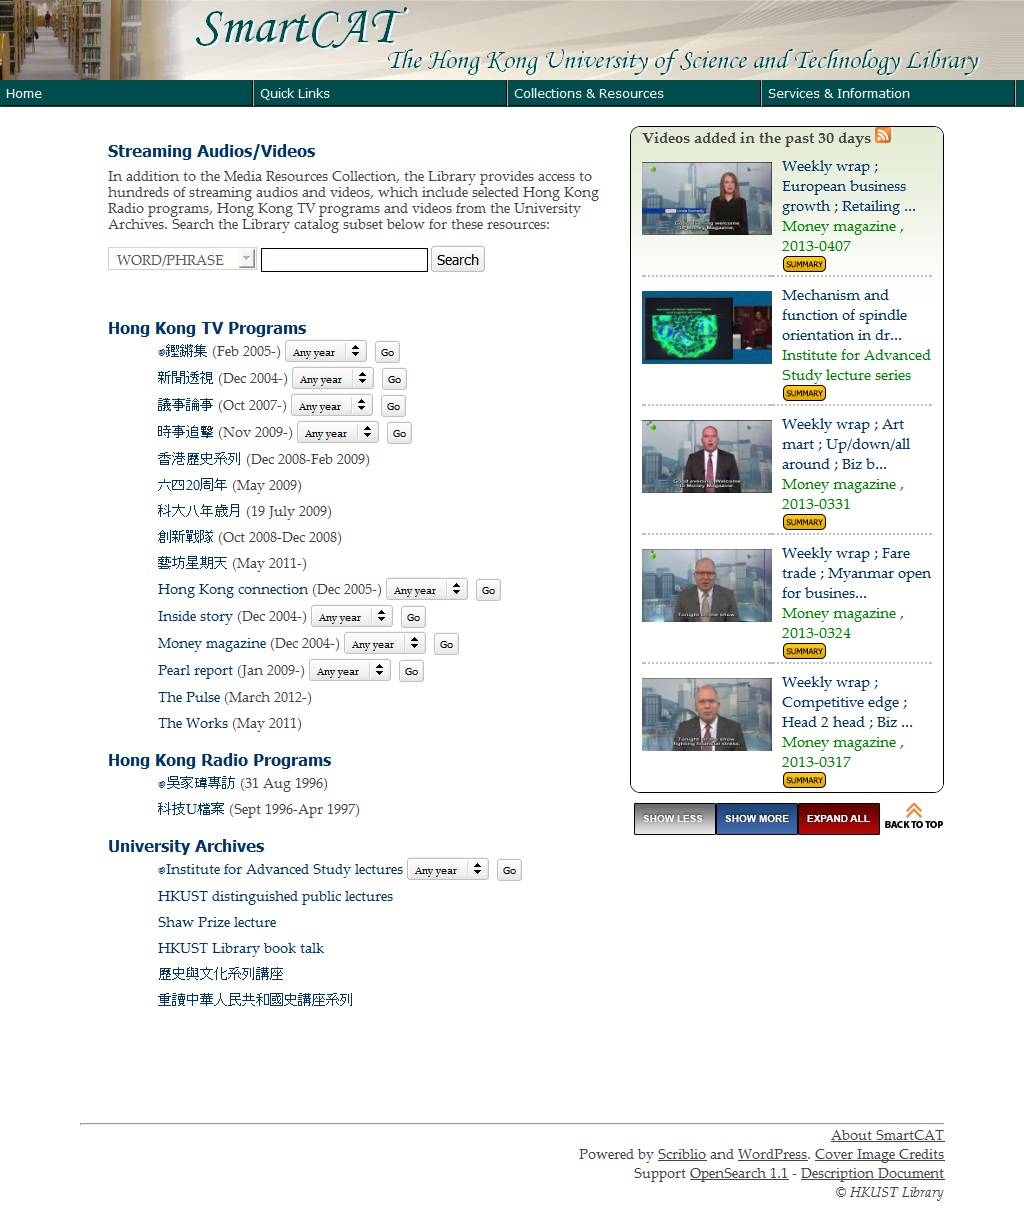 SmartCAT
The Hong Kong University of Science and Technology Library
Home
Quick Links
Collections & Resources
Services & Information
Streaming Audios/Videos
In addition to the Media Resources Collection, the Library provides access to
hundreds of streaming audios and videos, which include selected Hong Kong
Radio programs, Hong Kong TV programs and videos from the University
Archives. Search the Library catalog subset below for these resources:
WORD/PHRASE Search
Hong Kong TV Programs
鏗鏘集 (Feb 2005-) Any year Go
新聞透視 (Dec 2004-) Any year Go
議事論事 (Oct 2007-) Any year Go
時事追擊 (Nov 2009-) Any year Go
香港歷史系列 (Dec 2008-Feb 2009)
六四20周年 (May 2009)
科大八年歲月 (19 July 2009)
創新戰隊 (Oct 2008-Dec 2008)
藝坊星期天 (May 2011-)
Hong Kong connection (Dec 2005-) Any year Go
Inside story (Dec 2004-) Any year Go
Money magazine (Dec 2004-) Any year Go
Pearl report (Jan 2009-) Any year Go
The Pulse (March 2012-)
The Works (May 2011)
Hong Kong Radio Programs
吳家瑋專訪 (31 Aug 1996)
科技U檔案 (Sept 1996-Apr 1997)
University Archives
Institute for Advanced Study lectures Any year Go
HKUST distinguished public lectures
Shaw Prize lecture
HKUST Library book talk
歷史與文化系列講座
重讀中華人民共和國史講座系列
Videos added in the past 30 days
Weekly wrap ;
European business
growth ; Retailing ...
Money magazine ,
2013-0407
SUMMARY
Mechanism and
function of spindle
orientation in dr...
Institute for Advanced
Study lecture series
SUMMARY
Good evening. Welcome
to Money Magazine.
Weekly wrap ; Art
mart ; Up/down/all
around ; Biz b...
Money magazine ,
2013-0331
SUMMARY
Tonight on the show
Weekly wrap ; Fare
trade ; Myanmar open
for busines...
Money magazine ,
2013-0324
SUMMARY
Tonight on the show,
fighting financial stress.
Weekly wrap ;
Competitive edge ;
Head 2 head ; Biz ...
Money magazine ,
2013-0317
SUMMARY
SHOW LESS
SHOW MORE
EXPAND ALL
BACK TO TOP
About SmartCAT
Powered by Scriblio and WordPress. Cover Image Credits
Support OpenSearch 1.1 - Description Document
© HKUST Library